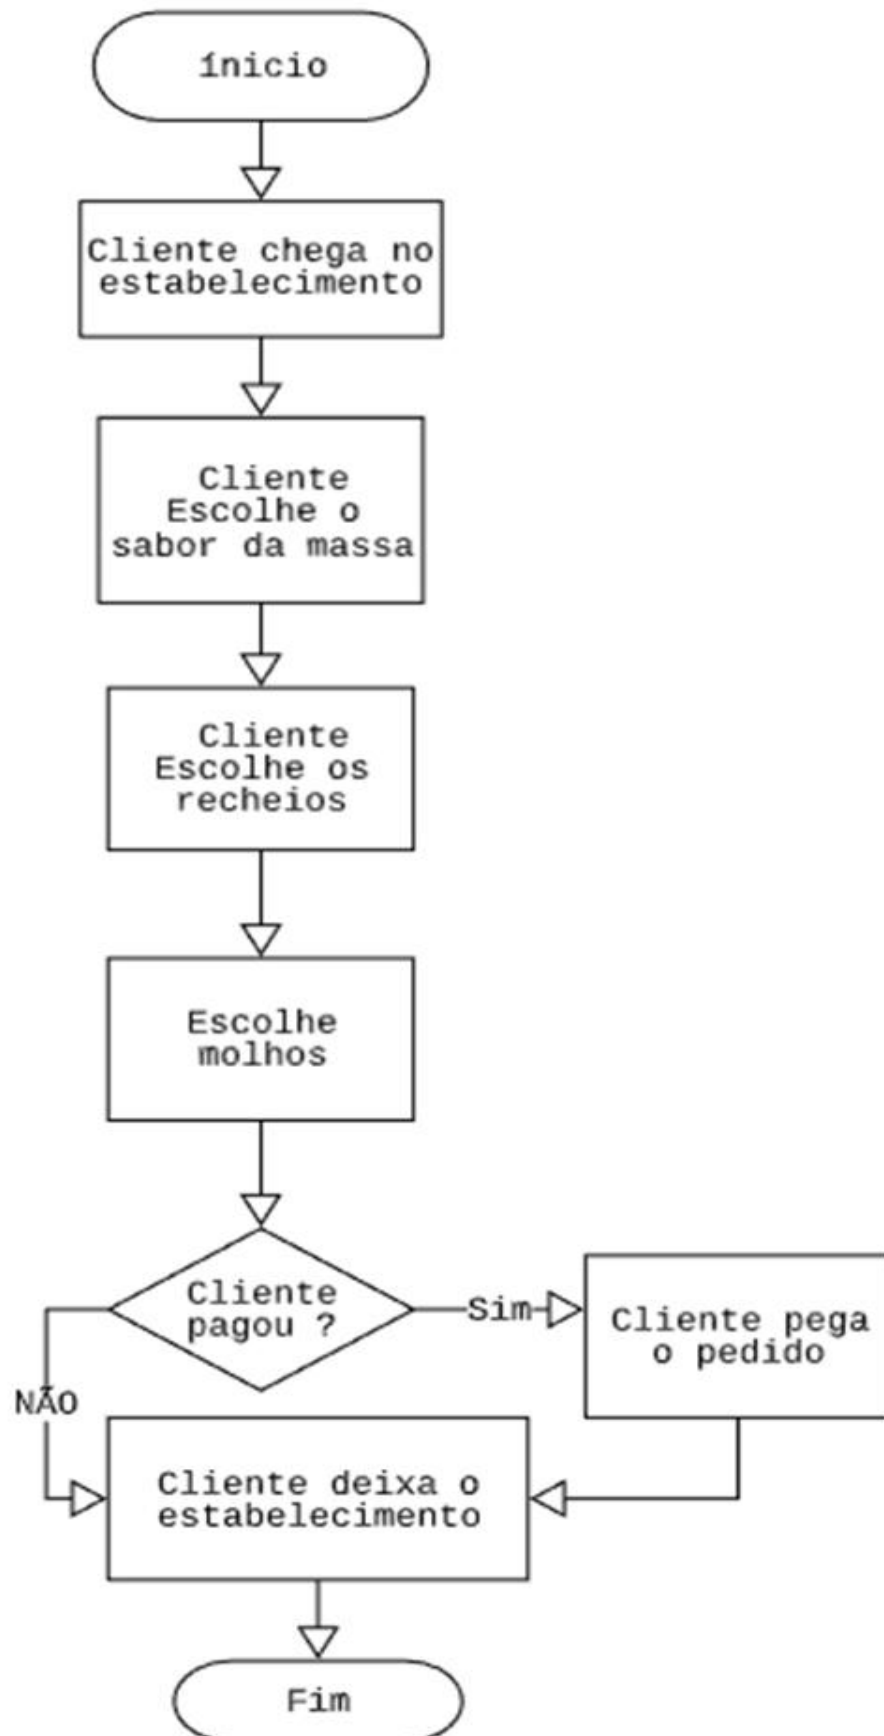 ínicio
Cliente chega no
estabelecimento
Cliente
Escolhe o
sabor da massa
Cliente
Escolhe os
recheios
Escolhe
molhos
Cliente
pagou ?
Sim
Cliente pega
o pedido
NÃO
Cliente deixa o
estabelecimento
Fim